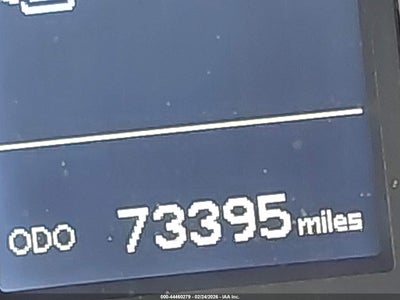 ODO 73395 miles
000-44460279 - 02/24/2026 - IAA Inc.